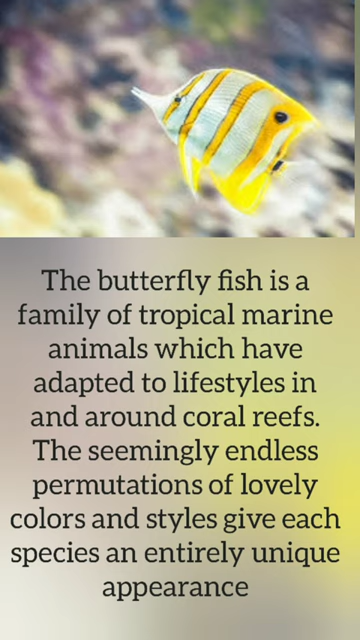 The butterfly fish is a
family of tropical marine
animals which have
adapted to lifestyles in
and around coral reefs.
The seemingly endless
permutations of lovely
colors and styles give each
species an entirely unique
appearance